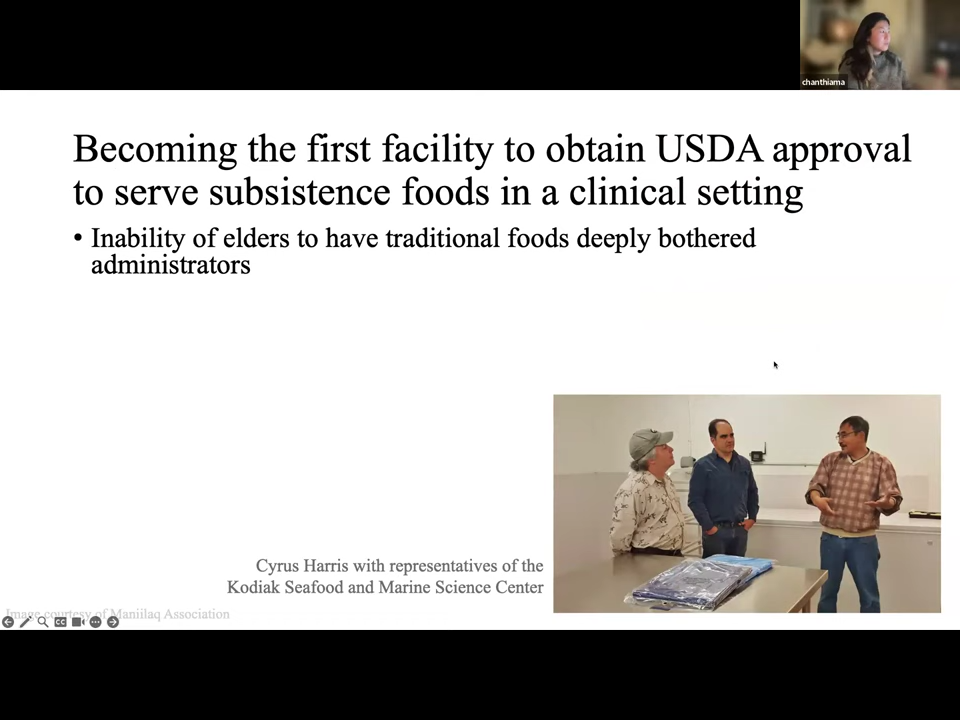 chanthiama
Becoming the first facility to obtain USDA approval
to serve subsistence foods in a clinical setting
• Inability of elders to have traditional foods deeply bothered
administrators
Cyrus Harris with representatives of the
Kodiak Seafood and Marine Science Center
Image courtesy of Maniilaq Association
CC